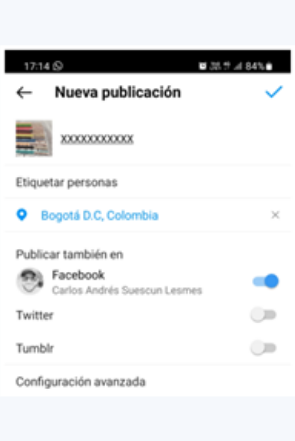 17:14 84%
Nueva publicación
xxxxxxxxxxx
Etiquetar personas
Bogotá D.C, Colombia
Publicar también en
Facebook
Carlos Andrés Suescun Lesmes
Twitter
Tumblr
Configuración avanzada